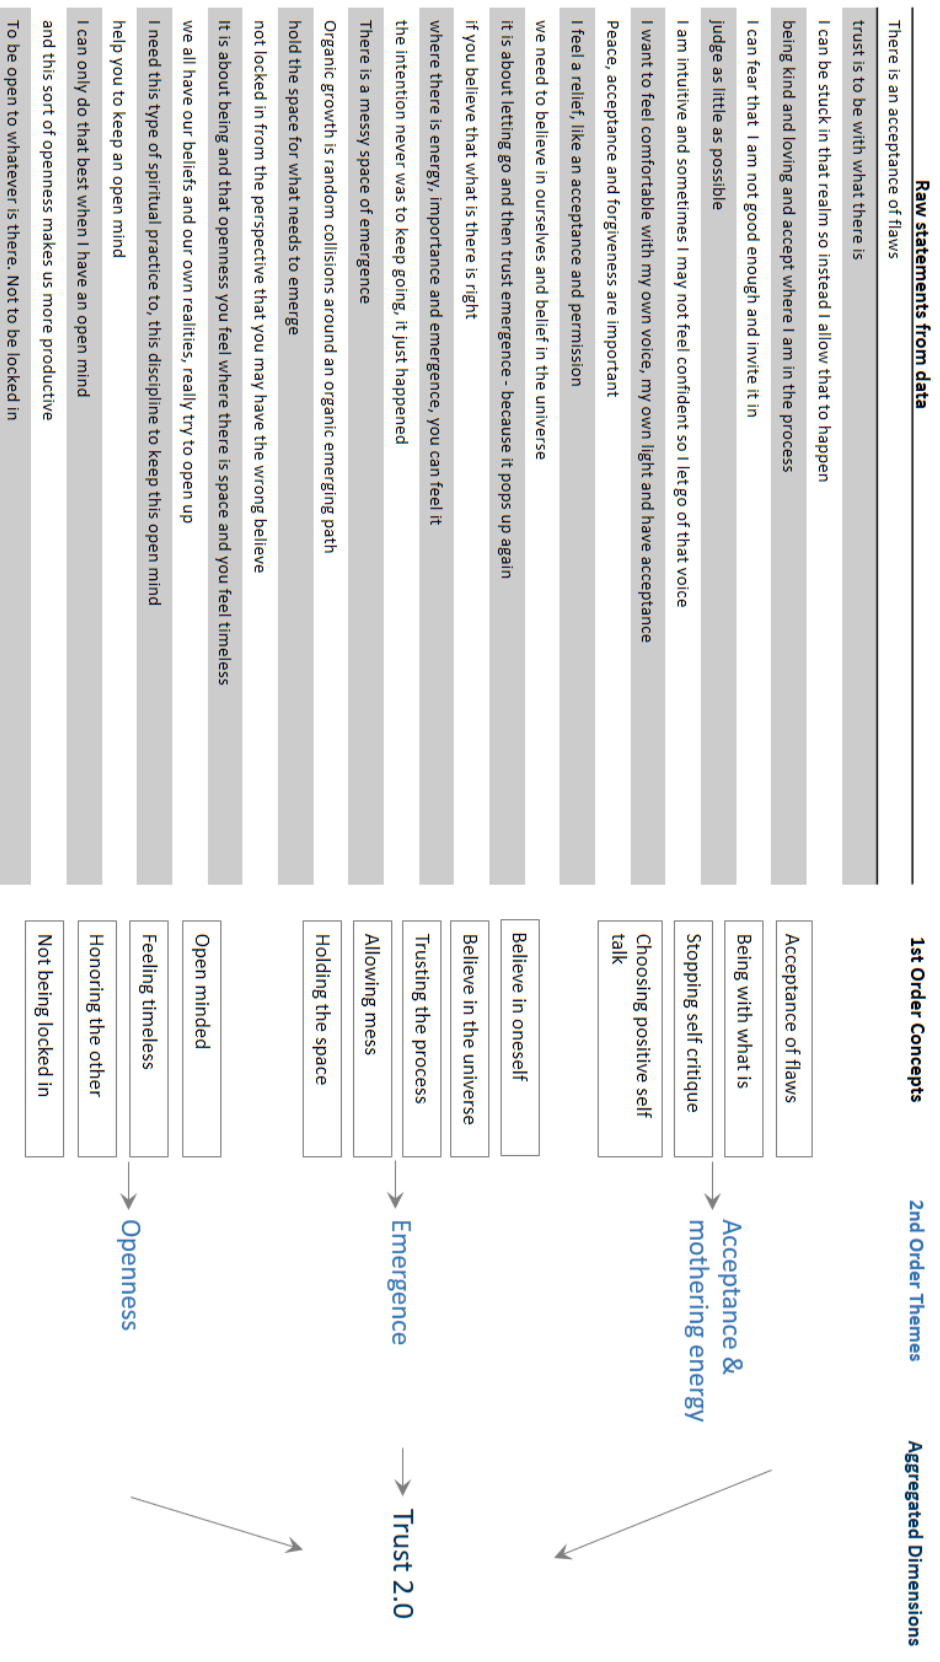 Raw statements from data
There is an acceptance of flaws
trust is to be with what there is
I can be stuck in that realm so instead I allow that to happen
being kind and loving and accept where I am in the process
I can fear that I am not good enough and invite it in
judge as little as possible
I am intuitive and sometimes I may not feel confident so I let go of that voice
I want to feel comfortable with my own voice, my own light and have acceptance
Peace, acceptance and forgiveness are important
I feel a relief, like an acceptance and permission
we need to believe in ourselves and belief in the universe
it is about letting go and then trust emergence - because it pops up again
if you believe that what is there is right
where there is energy, importance and emergence, you can feel it
the intention never was to keep going, it just happened
There is a messy space of emergence
Organic growth is random collisions around an organic emerging path
hold the space for what needs to emerge
not locked in from the perspective that you may have the wrong believe
It is about being and that openness you feel where there is space and you feel timeless
we all have our beliefs and our own realities, really try to open up
I need this type of spiritual practice to, this discipline to keep this open mind
help you to keep an open mind
I can only do that best when I have an open mind
and this sort of openness makes us more productive
To be open to whatever is there. Not to be locked in
1st Order Concepts
Acceptance of flaws
Being with what is
Stopping self critique
Choosing positive self
talk
Believe in oneself
Believe in the universe
Trusting the process
Allowing mess
Holding the space
Open minded
Feeling timeless
Honoring the other
Not being locked in
2nd Order Themes
Acceptance &
mothering energy
Emergence
Openness
Aggregated Dimensions
Trust 2.0